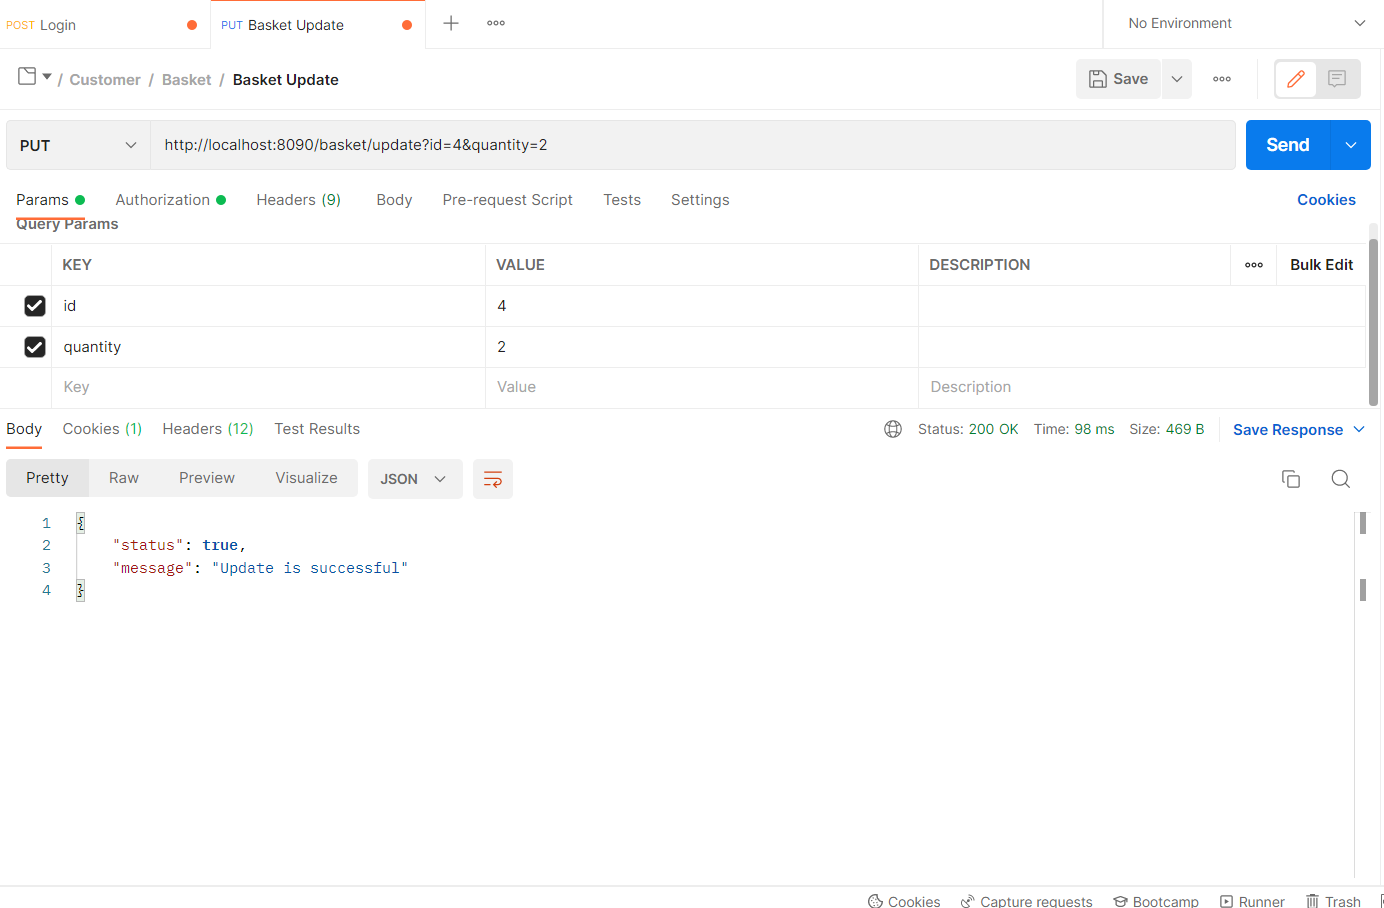 POST Login
PUT Basket Update
No Environment
/ Customer / Basket / Basket Update
Save
PUT
http://localhost:8090/basket/update?id=4&quantity=2
Send
Params Authorization Headers (9) Body Pre-request Script Tests Settings Cookies
Query Params
KEY VALUE DESCRIPTION Bulk Edit
id 4
quantity 2
Key Value Description
Body Cookies (1) Headers (12) Test Results Status: 200 OK Time: 98 ms Size: 469 B Save Response
Pretty Raw Preview Visualize JSON
1 {
2 "status": true,
3 "message": "Update is successful"
4 }
Cookies Capture requests Bootcamp Runner Trash